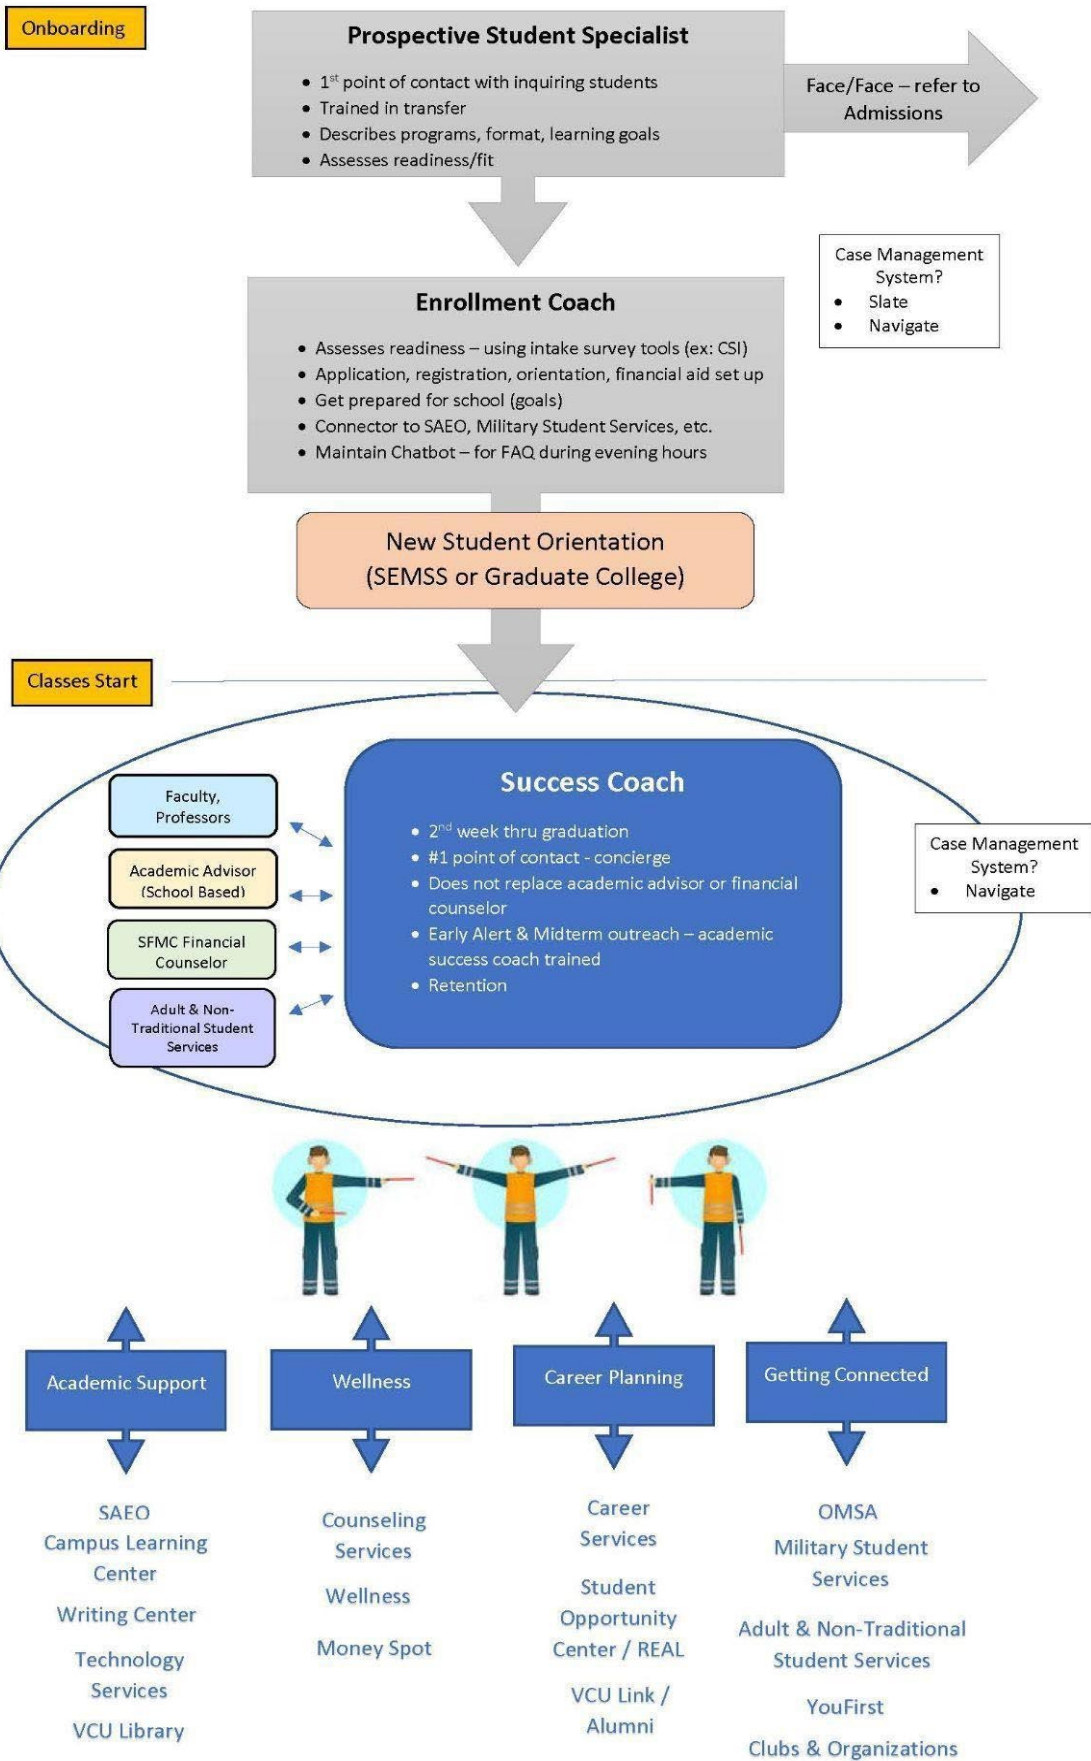 Onboarding
Prospective Student Specialist
• 1st point of contact with inquiring students
• Trained in transfer
• Describes programs, format, learning goals
• Assesses readiness/fit
Face/Face – refer to
Admissions
Case Management
System?
• Slate
• Navigate
Enrollment Coach
• Assesses readiness – using intake survey tools (ex: CSI)
• Application, registration, orientation, financial aid set up
• Get prepared for school (goals)
• Connector to SAEO, Military Student Services, etc.
• Maintain Chatbot – for FAQ during evening hours
New Student Orientation
(SEMSS or Graduate College)
Classes Start
Faculty,
Professors
Academic Advisor
(School Based)
SFMC Financial
Counselor
Adult & Non-
Traditional Student
Services
Success Coach
• 2nd week thru graduation
• #1 point of contact - concierge
• Does not replace academic advisor or financial
counselor
• Early Alert & Midterm outreach – academic
success coach trained
• Retention
Case Management
System?
• Navigate
Academic Support
SAEO
Campus Learning
Center
Writing Center
Technology
Services
VCU Library
Wellness
Counseling
Services
Wellness
Money Spot
Career Planning
Career
Services
Student
Opportunity
Center / REAL
VCU Link /
Alumni
Getting Connected
OMSA
Military Student
Services
Adult & Non-Traditional
Student Services
YouFirst
Clubs & Organizations